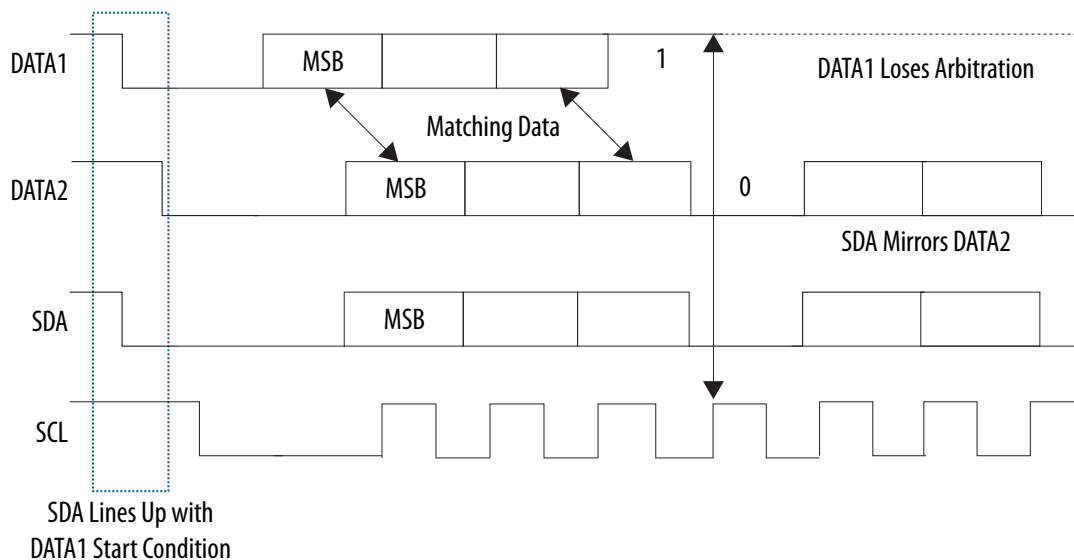 DATA1
MSB
1
DATA1 Loses Arbitration
Matching Data
DATA2
MSB
0
SDA Mirrors DATA2
SDA
MSB
SCL
SDA Lines Up with
DATA1 Start Condition